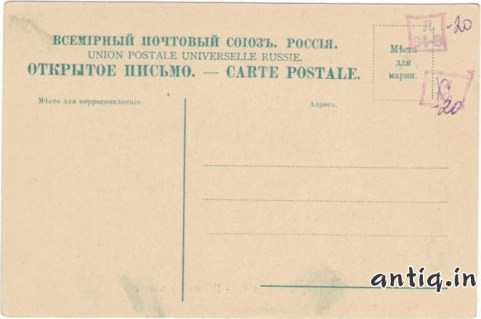 ВСЕМІРНЫЙ ПОЧТОВЫЙ СОЮЗЪ. РОССІЯ.
UNION POSTALE UNIVERSELLE RUSSIE.
ОТКРЫТОЕ ПИСЬМО. — CARTE POSTALE.
Мѣсто для корреспонденціи.
Адресъ.
Мѣсто
для
марки.
-20
-20
antiq.in